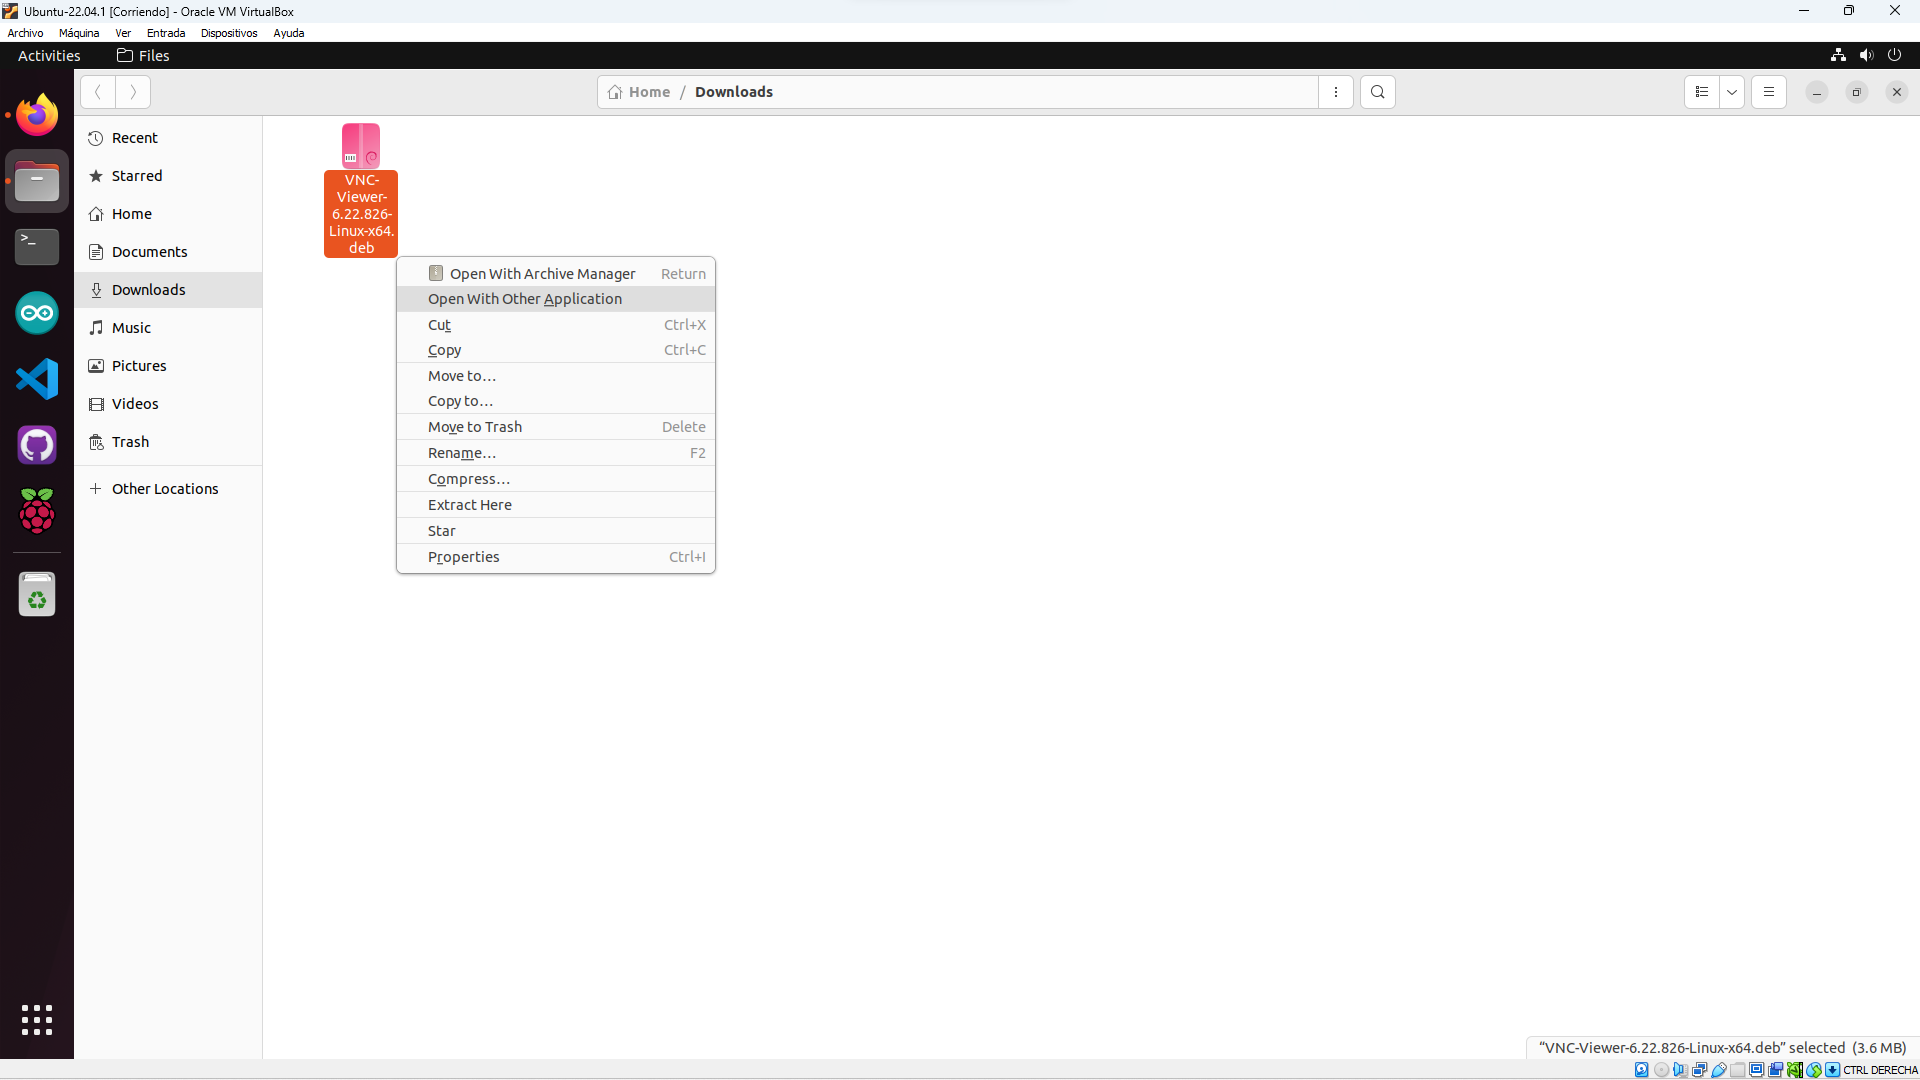 Ubuntu-22.04.1 [Corriendo] - Oracle VM VirtualBox
Archivo Máquina Ver Entrada Dispositivos Ayuda
Activities Files
Home / Downloads
Recent
Starred
Home
Documents
Downloads
Music
Pictures
Videos
Trash
Other Locations
VNC-
Viewer-
6.22.826-
Linux-x64.
deb
Open With Archive Manager Return
Open With Other Application
Cut Ctrl+X
Copy Ctrl+C
Move to…
Copy to…
Move to Trash Delete
Rename… F2
Compress…
Extract Here
Star
Properties Ctrl+I
“VNC-Viewer-6.22.826-Linux-x64.deb” selected (3.6 MB)
CTRL DERECHA